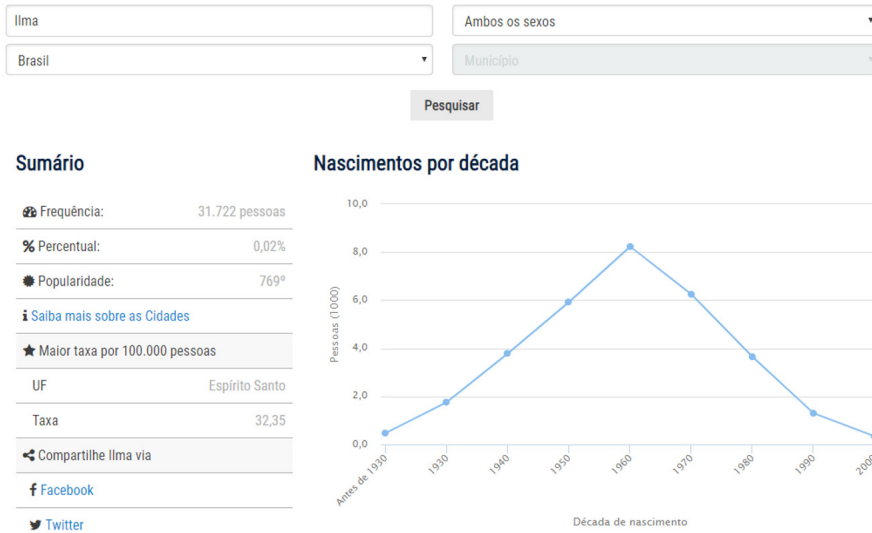 Ilma
Ambos os sexos
Brasil
Município
Pesquisar
Sumário
Frequência: 31.722 pessoas
Percentual: 0,02%
Popularidade: 769º
Saiba mais sobre as Cidades
Maior taxa por 100.000 pessoas
UF Espírito Santo
Taxa 32,35
Compartilhe Ilma via
Facebook
Twitter
Nascimentos por década
Pessoas (1000)
10,0
8,0
6,0
4,0
2,0
0,0
Antes de 1930
1930
1940
1950
1960
1970
1980
1990
2000
Década de nascimento